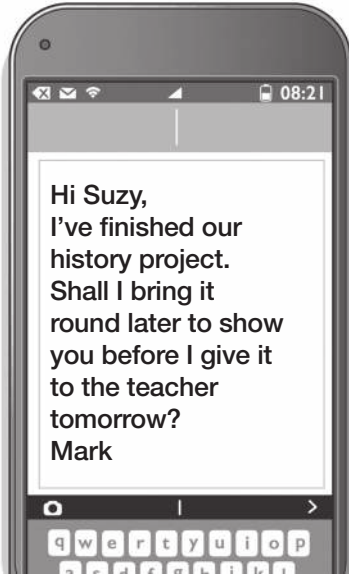 08:21
Hi Suzy,
I've finished our
history project.
Shall I bring it
round later to show
you before I give it
to the teacher
tomorrow?
Mark
q w e r t y u i o p
a s d f g h j k l